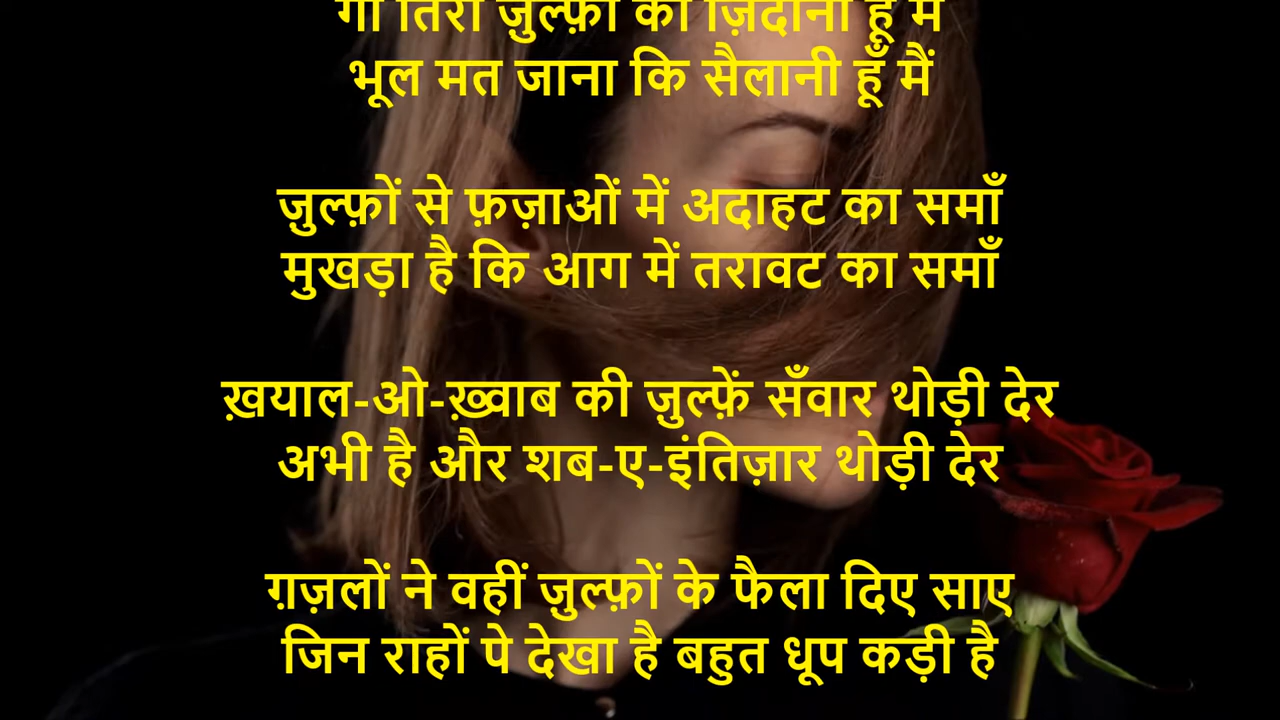 गो तिरी ज़ुल्फ़ों का ज़िंदानी हूँ मैं
भूल मत जाना कि सैलानी हूँ मैं
ज़ुल्फ़ों से फ़ज़ाओं में अदाहट का समाँ
मुखड़ा है कि आग में तरावट का समाँ
ख़याल-ओ-ख़्वाब की ज़ुल्फ़ें सँवार थोड़ी देर
अभी है और शब-ए-इंतिज़ार थोड़ी देर
ग़ज़लों ने वहीं ज़ुल्फ़ों के फैला दिए साए
जिन राहों पे देखा है बहुत धूप कड़ी है